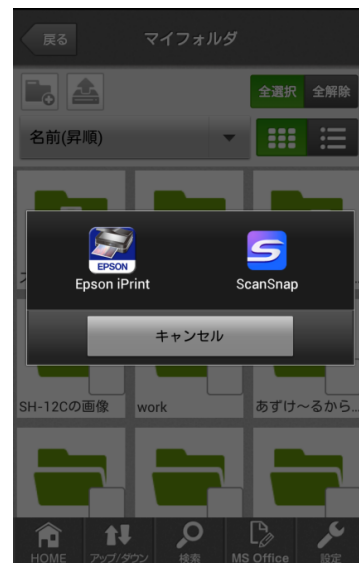 戻る
マイフォルダ
全選択 全解除
名前(昇順)
EPSON
Epson iPrint
ScanSnap
キャンセル
SH-12Cの画像
work
あずけ～るから...
HOME
アップ/ダウン
検索
MS Office
設定